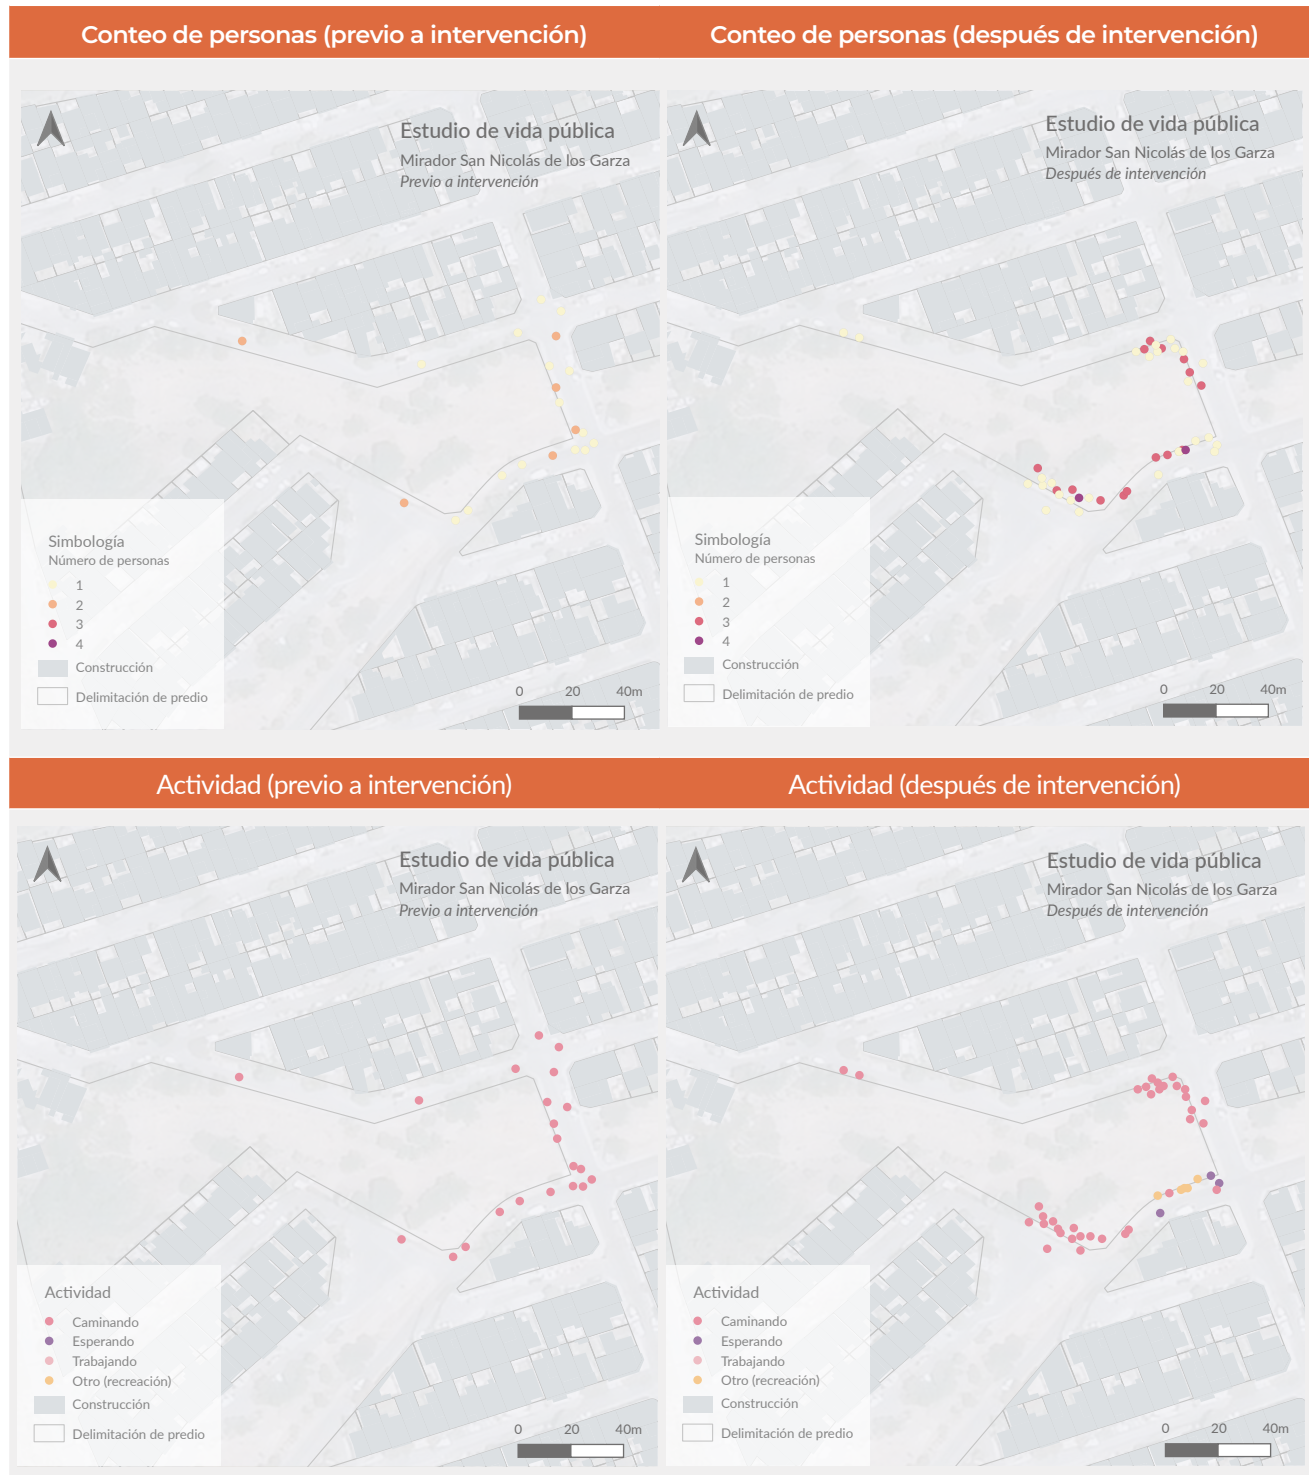 Conteo de personas (previo a intervención)
Conteo de personas (después de intervención)
Estudio de vida pública
Mirador San Nicolás de los Garza
Previo a intervención
Simbología
Número de personas
1
2
3
4
Construcción
Delimitación de predio
0 20 40m
Estudio de vida pública
Mirador San Nicolás de los Garza
Después de intervención
Simbología
Número de personas
1
2
3
4
Construcción
Delimitación de predio
0 20 40m
Actividad (previo a intervención)
Actividad (después de intervención)
Estudio de vida pública
Mirador San Nicolás de los Garza
Previo a intervención
Actividad
Caminando
Esperando
Trabajando
Otro (recreación)
Construcción
Delimitación de predio
0 20 40m
Estudio de vida pública
Mirador San Nicolás de los Garza
Después de intervención
Actividad
Caminando
Esperando
Trabajando
Otro (recreación)
Construcción
Delimitación de predio
0 20 40m